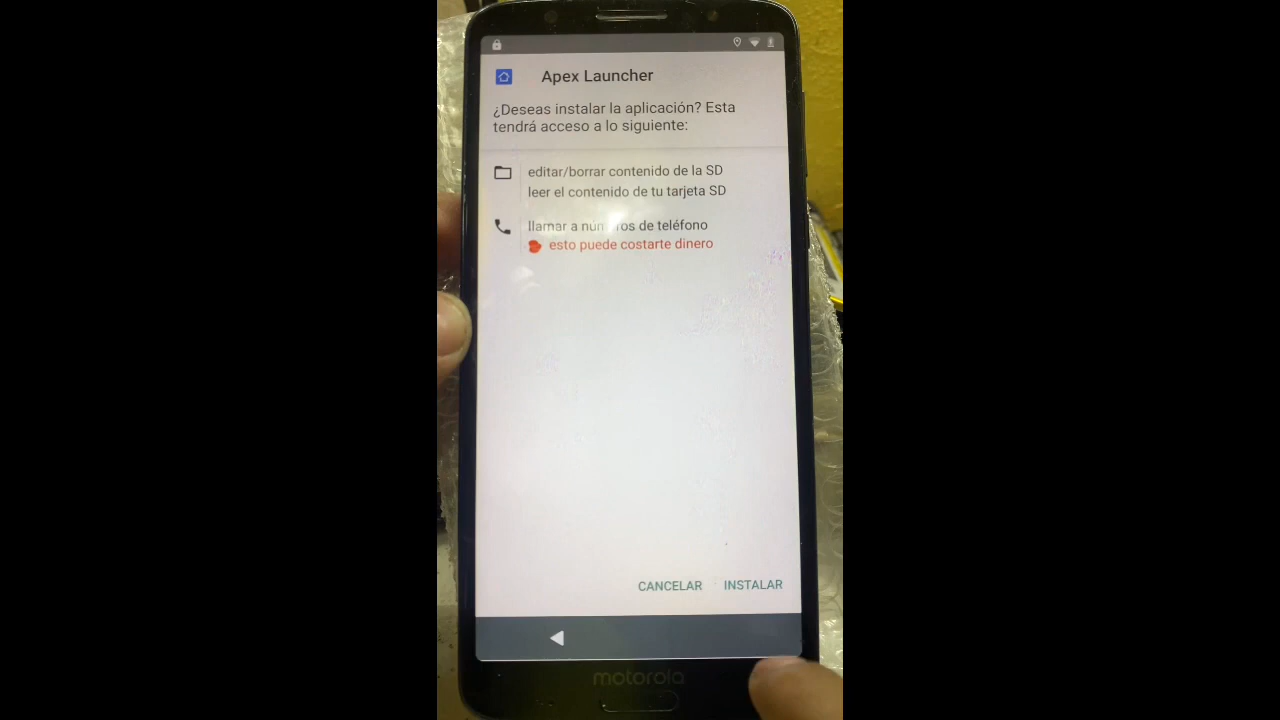 Apex Launcher
¿Deseas instalar la aplicación? Esta
tendrá acceso a lo siguiente:
editar/borrar contenido de la SD
leer el contenido de tu tarjeta SD
llamar a números de teléfono
esto puede costarte dinero
CANCELAR INSTALAR
motorola